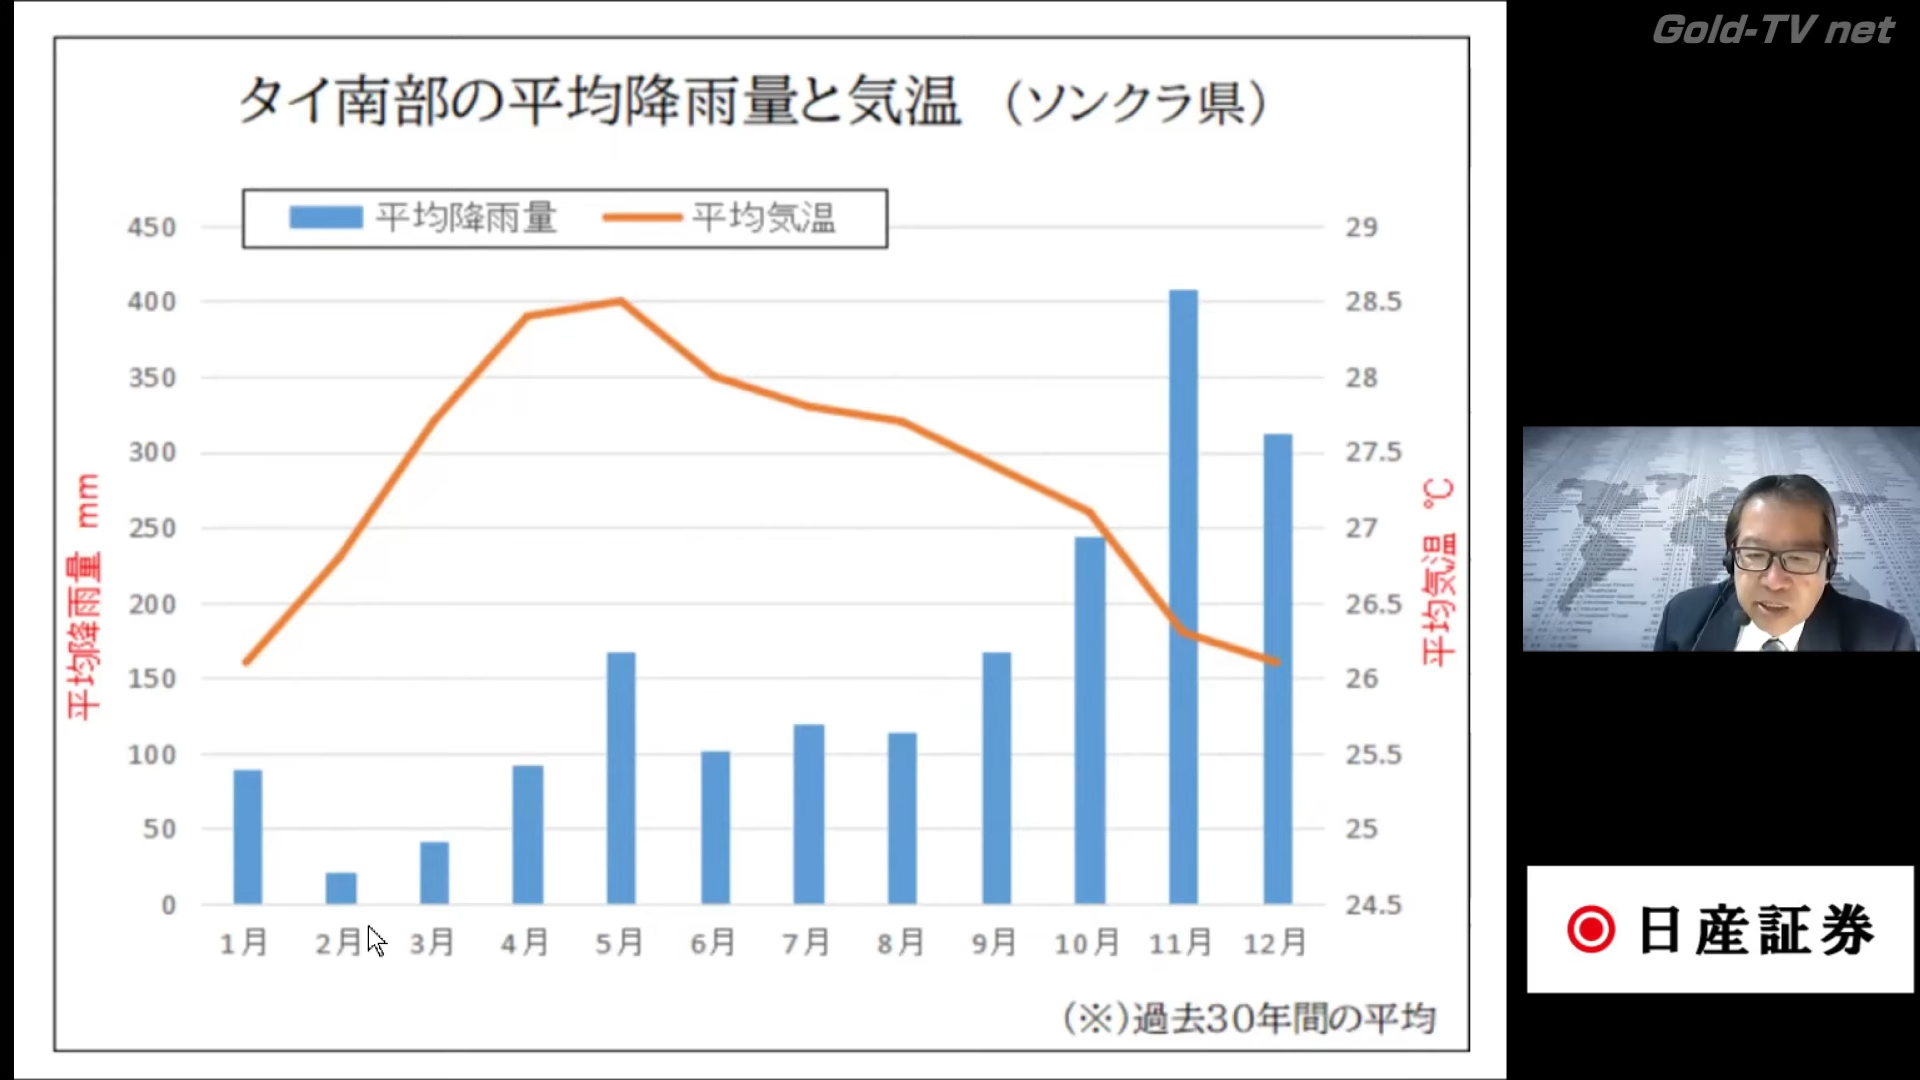 Gold-TV net
タイ南部の平均降雨量と気温 (ソンクラ県)
平均降雨量 平均気温
450
400
350
300
250
200
150
100
50
0
平均降雨量 mm
29
28.5
28
27.5
27
26.5
26
25.5
25
24.5
平均気温 ℃
1月 2月 3月 4月 5月 6月 7月 8月 9月 10月 11月 12月
(※)過去30年間の平均
日産証券